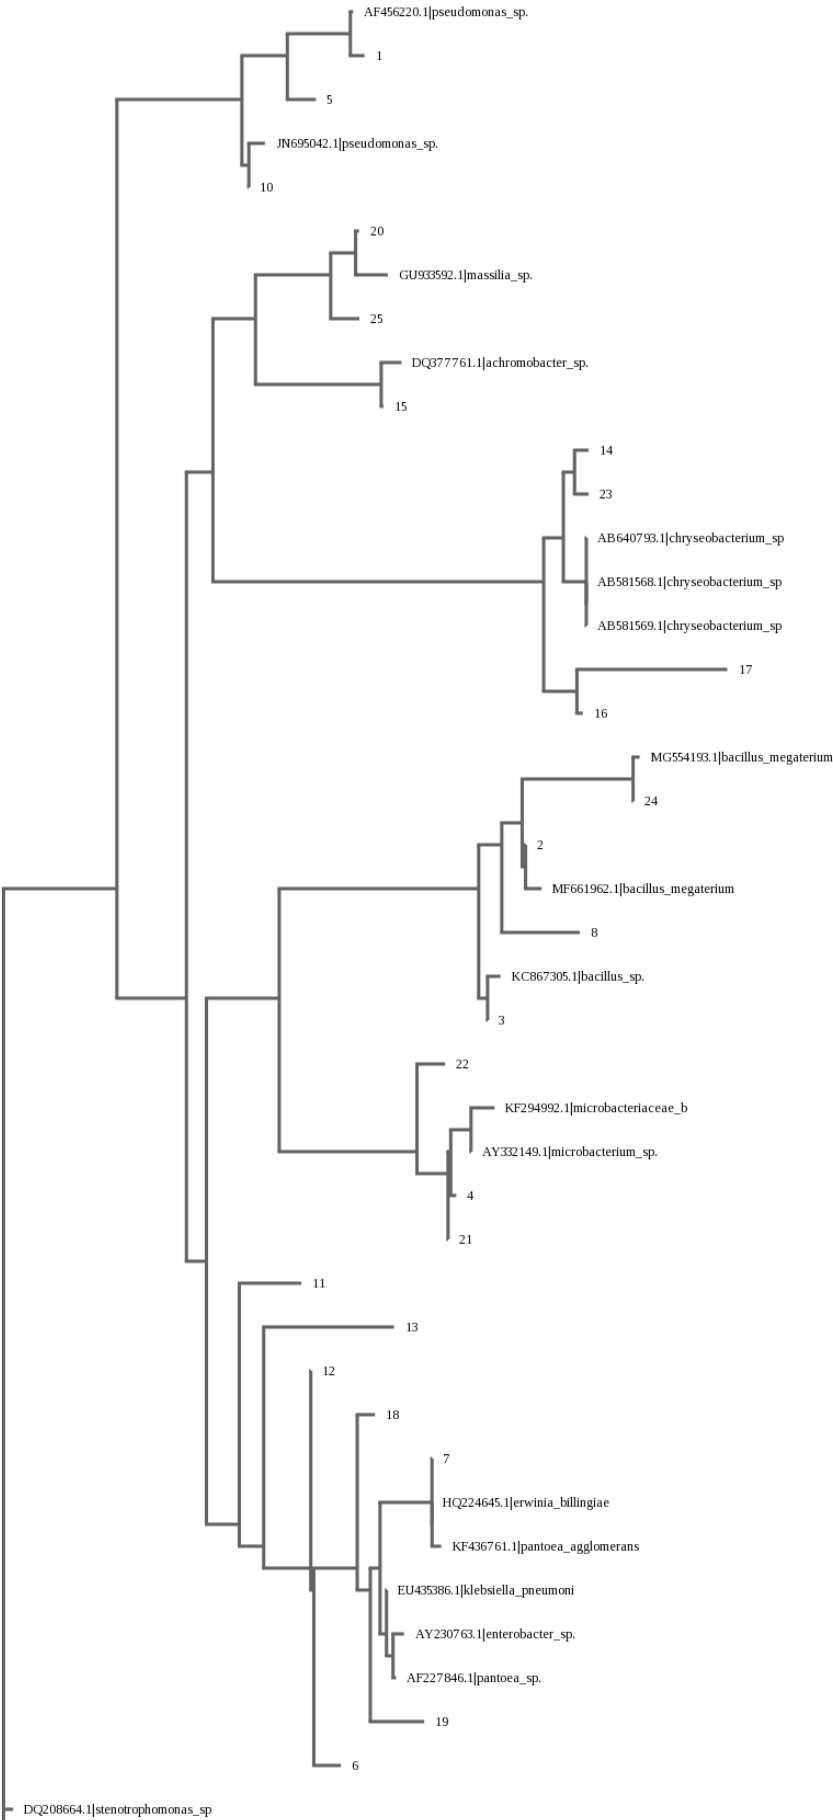 AF456220.1|pseudomonas_sp.
1
5
JN695042.1|pseudomonas_sp.
10
20
GU933592.1|massilia_sp.
25
DQ377761.1|achromobacter_sp.
15
14
23
AB640793.1|chryseobacterium_sp
AB581568.1|chryseobacterium_sp
AB581569.1|chryseobacterium_sp
17
16
MG554193.1|bacillus_megaterium
24
2
MF661962.1|bacillus_megaterium
8
KC867305.1|bacillus_sp.
3
22
KF294992.1|microbacteriaceae_b
AY332149.1|microbacterium_sp.
4
21
11
13
12
18
7
HQ224645.1|erwinia_billingiae
KF436761.1|pantoea_agglomerans
EU435386.1|klebsiella_pneumoni
AY230763.1|enterobacter_sp.
AF227846.1|pantoea_sp.
19
6
DQ208664.1|stenotrophomonas_sp